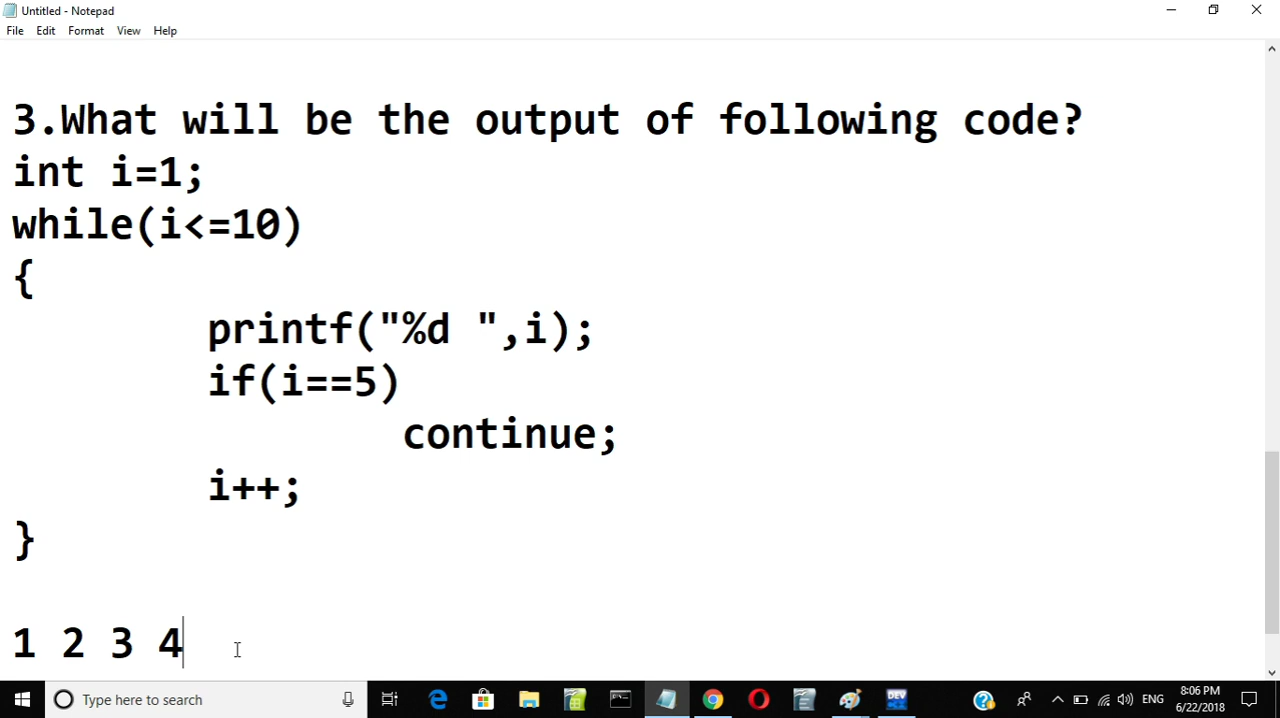 Untitled - Notepad
File Edit Format View Help
3.What will be the output of following code?
int i=1;
while(i<=10)
{
printf("%d ",i);
if(i==5)
continue;
i++;
}
1 2 3 4
Type here to search
DEV
ENG
8:06 PM
6/22/2018